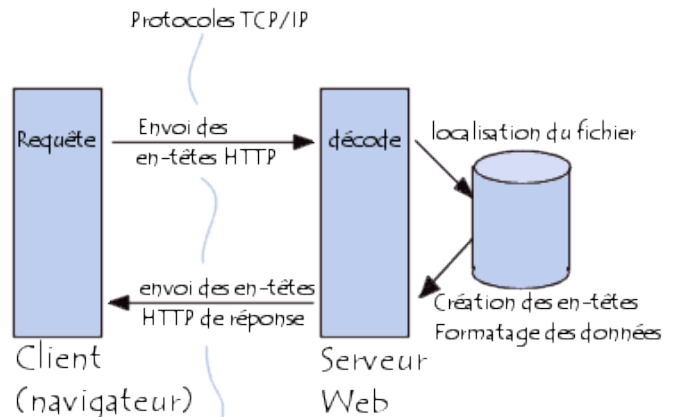 Protocoles TCP/IP
Requête
Envoi des
en-têtes HTTP
décode
localisation du fichier
envoi des en-têtes
HTTP de réponse
Création des en-têtes
Formatage des données
Client
(navigateur)
Serveur
Web